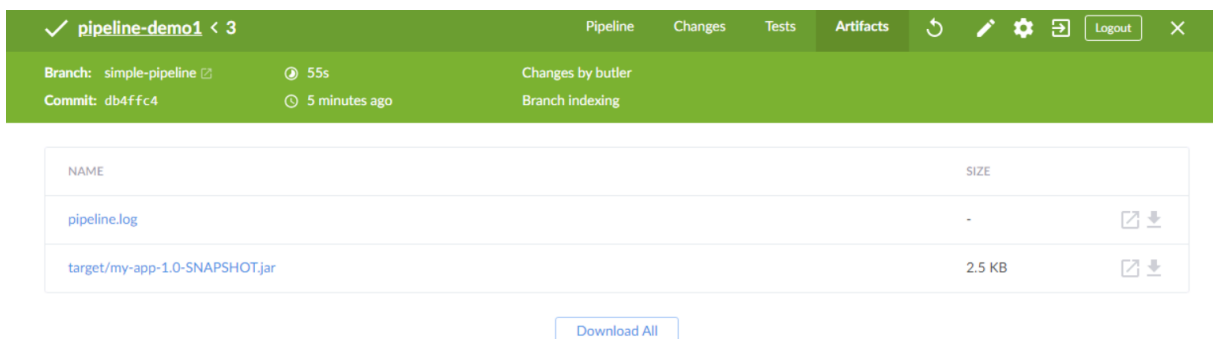 pipeline-demo1 < 3 Pipeline Changes Tests Artifacts Logout
Branch: simple-pipeline 55s Changes by butler
Commit: db4ffc4 5 minutes ago Branch indexing
NAME SIZE
pipeline.log -
target/my-app-1.0-SNAPSHOT.jar 2.5 KB
Download All